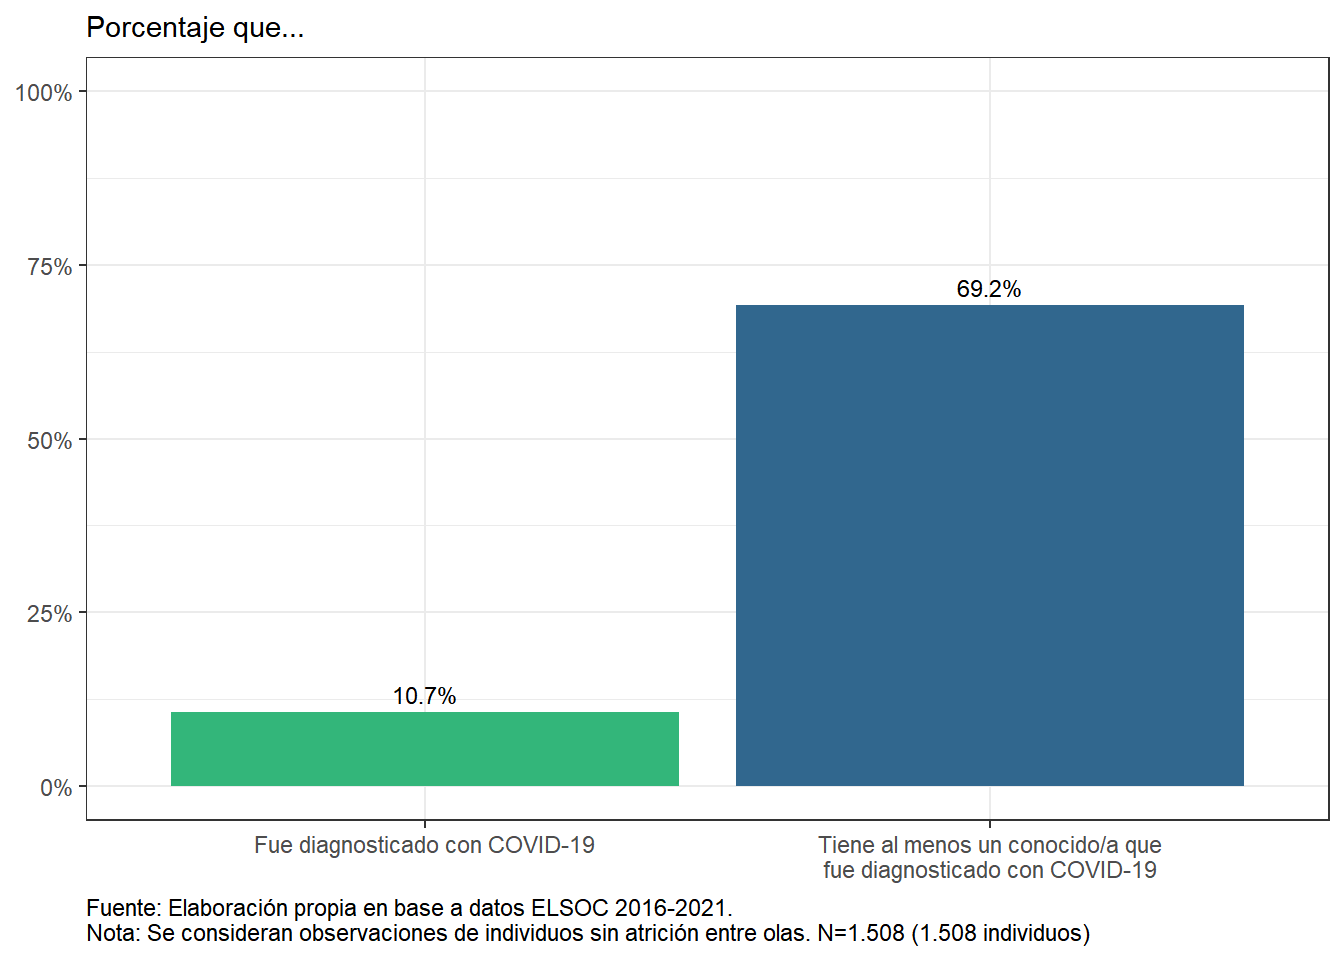 Porcentaje que...
100%
75%
50%
25%
0%
69.2%
10.7%
Fue diagnosticado con COVID-19
Tiene al menos un conocido/a que
fue diagnosticado con COVID-19
Fuente: Elaboración propia en base a datos ELSOC 2016-2021.
Nota: Se consideran observaciones de individuos sin atrición entre olas. N=1.508 (1.508 individuos)